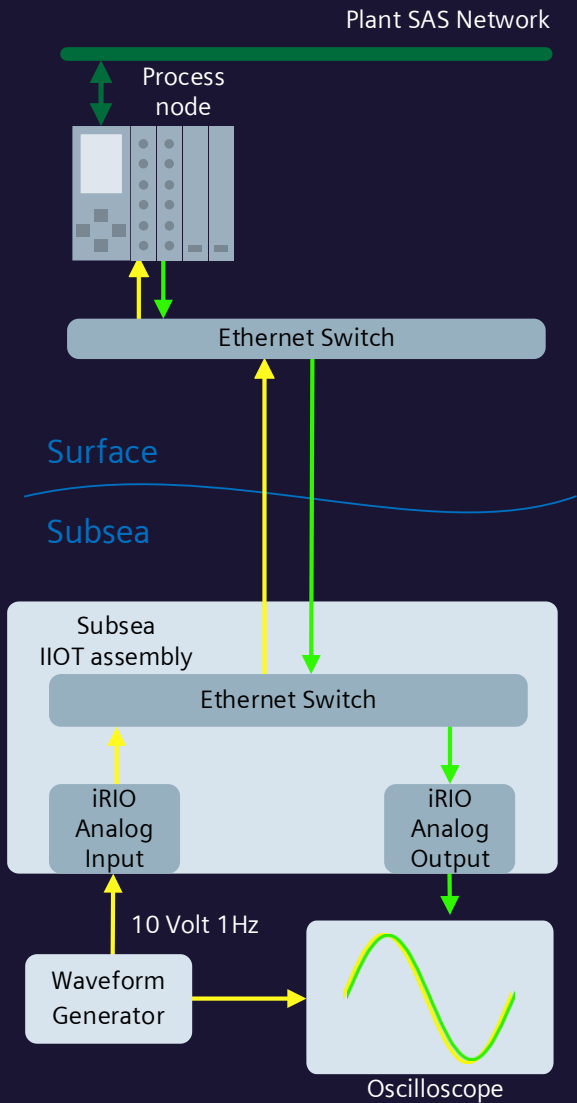 Plant SAS Network
Process
node
Ethernet Switch
Surface
Subsea
Subsea
IIOT assembly
Ethernet Switch
iRIO
Analog
Input
iRIO
Analog
Output
10 Volt 1Hz
Waveform
Generator
Oscilloscope